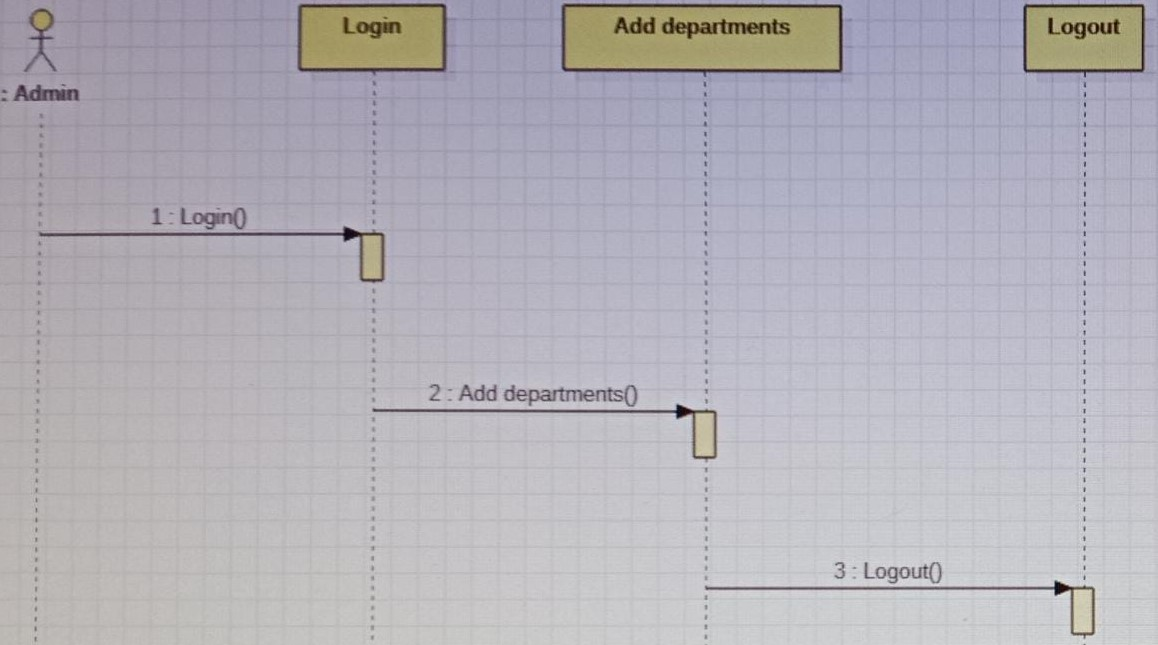 Login
Add departments
Logout
: Admin
1 : Login()
2 : Add departments()
3 : Logout()